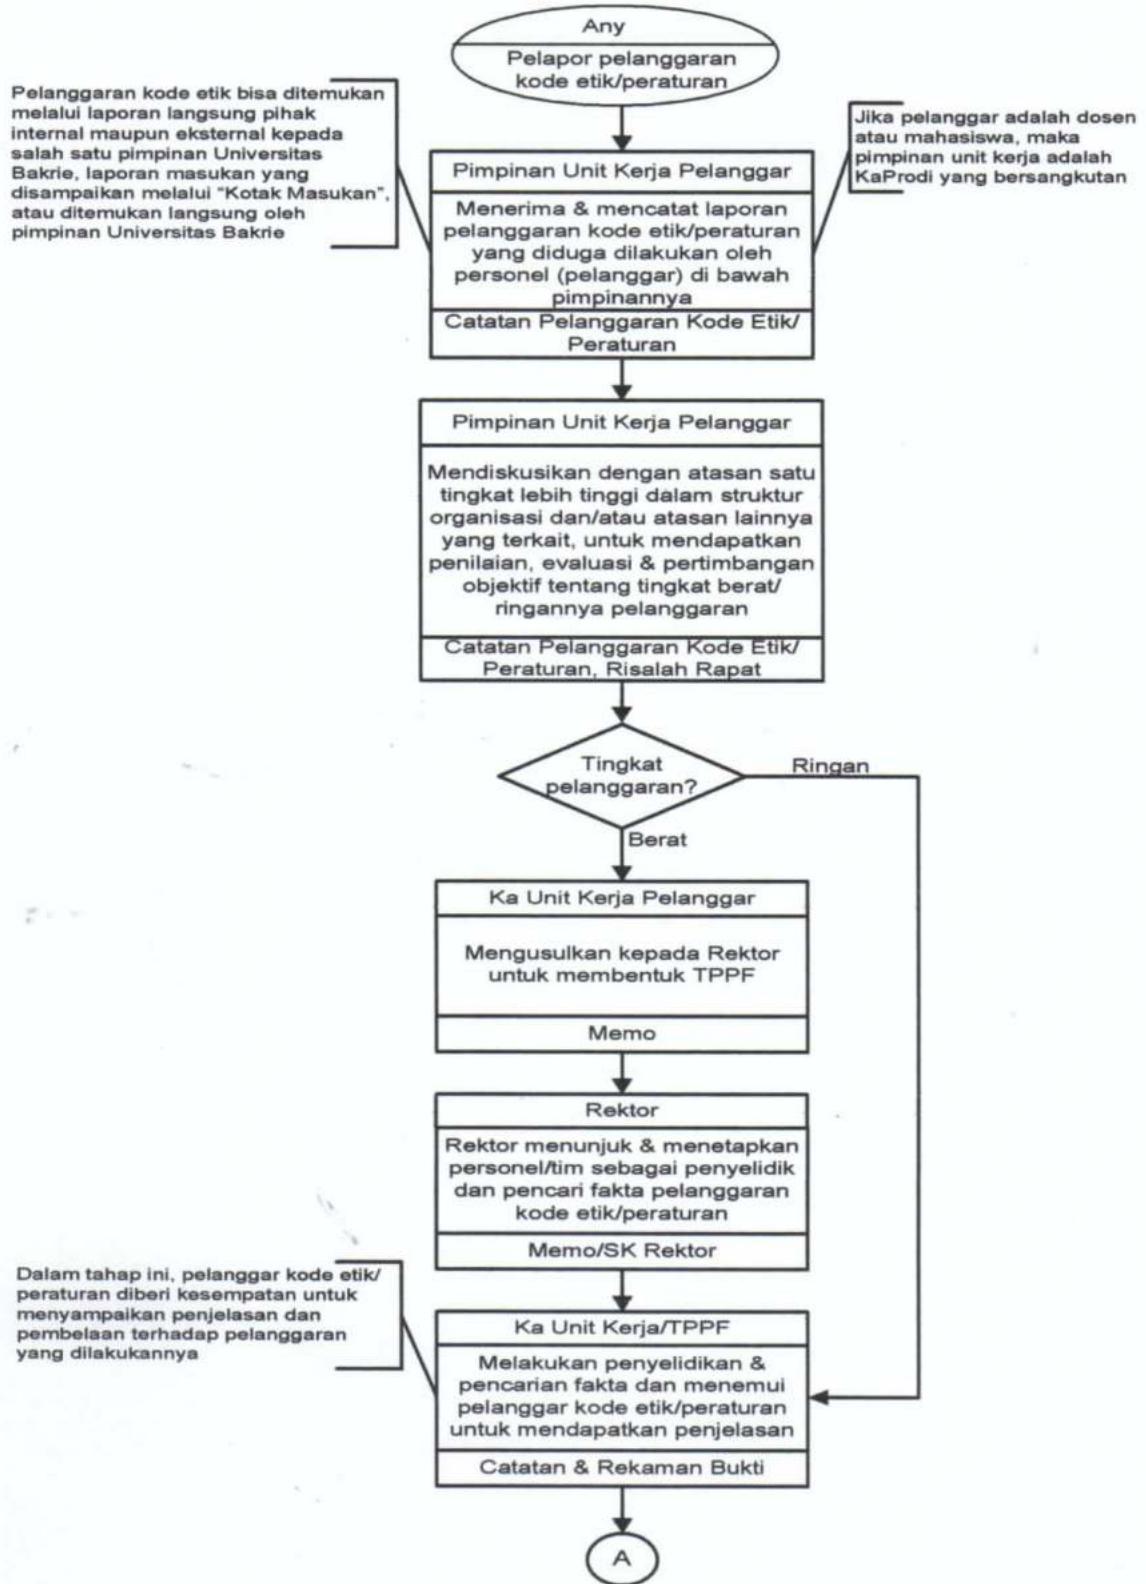 Any
Pelapor pelanggaran
kode etik/peraturan
Pelanggaran kode etik bisa ditemukan
melalui laporan langsung pihak
internal maupun eksternal kepada
salah satu pimpinan Universitas
Bakrie, laporan masukan yang
disampaikan melalui "Kotak Masukan",
atau ditemukan langsung oleh
pimpinan Universitas Bakrie
Jika pelanggar adalah dosen
atau mahasiswa, maka
pimpinan unit kerja adalah
KaProdi yang bersangkutan
Pimpinan Unit Kerja Pelanggar
Menerima & mencatat laporan
pelanggaran kode etik/peraturan
yang diduga dilakukan oleh
personel (pelanggar) di bawah
pimpinannya
Catatan Pelanggaran Kode Etik/
Peraturan
Pimpinan Unit Kerja Pelanggar
Mendiskusikan dengan atasan satu
tingkat lebih tinggi dalam struktur
organisasi dan/atau atasan lainnya
yang terkait, untuk mendapatkan
penilaian, evaluasi & pertimbangan
objektif tentang tingkat berat/
ringannya pelanggaran
Catatan Pelanggaran Kode Etik/
Peraturan, Risalah Rapat
Tingkat
pelanggaran?
Ringan
Berat
Ka Unit Kerja Pelanggar
Mengusulkan kepada Rektor
untuk membentuk TPPF
Memo
Rektor
Rektor menunjuk & menetapkan
personel/tim sebagai penyelidik
dan pencari fakta pelanggaran
kode etik/peraturan
Memo/SK Rektor
Dalam tahap ini, pelanggar kode etik/
peraturan diberi kesempatan untuk
menyampaikan penjelasan dan
pembelaan terhadap pelanggaran
yang dilakukannya
Ka Unit Kerja/TPPF
Melakukan penyelidikan &
pencarian fakta dan menemui
pelanggar kode etik/peraturan
untuk mendapatkan penjelasan
Catatan & Rekaman Bukti
A